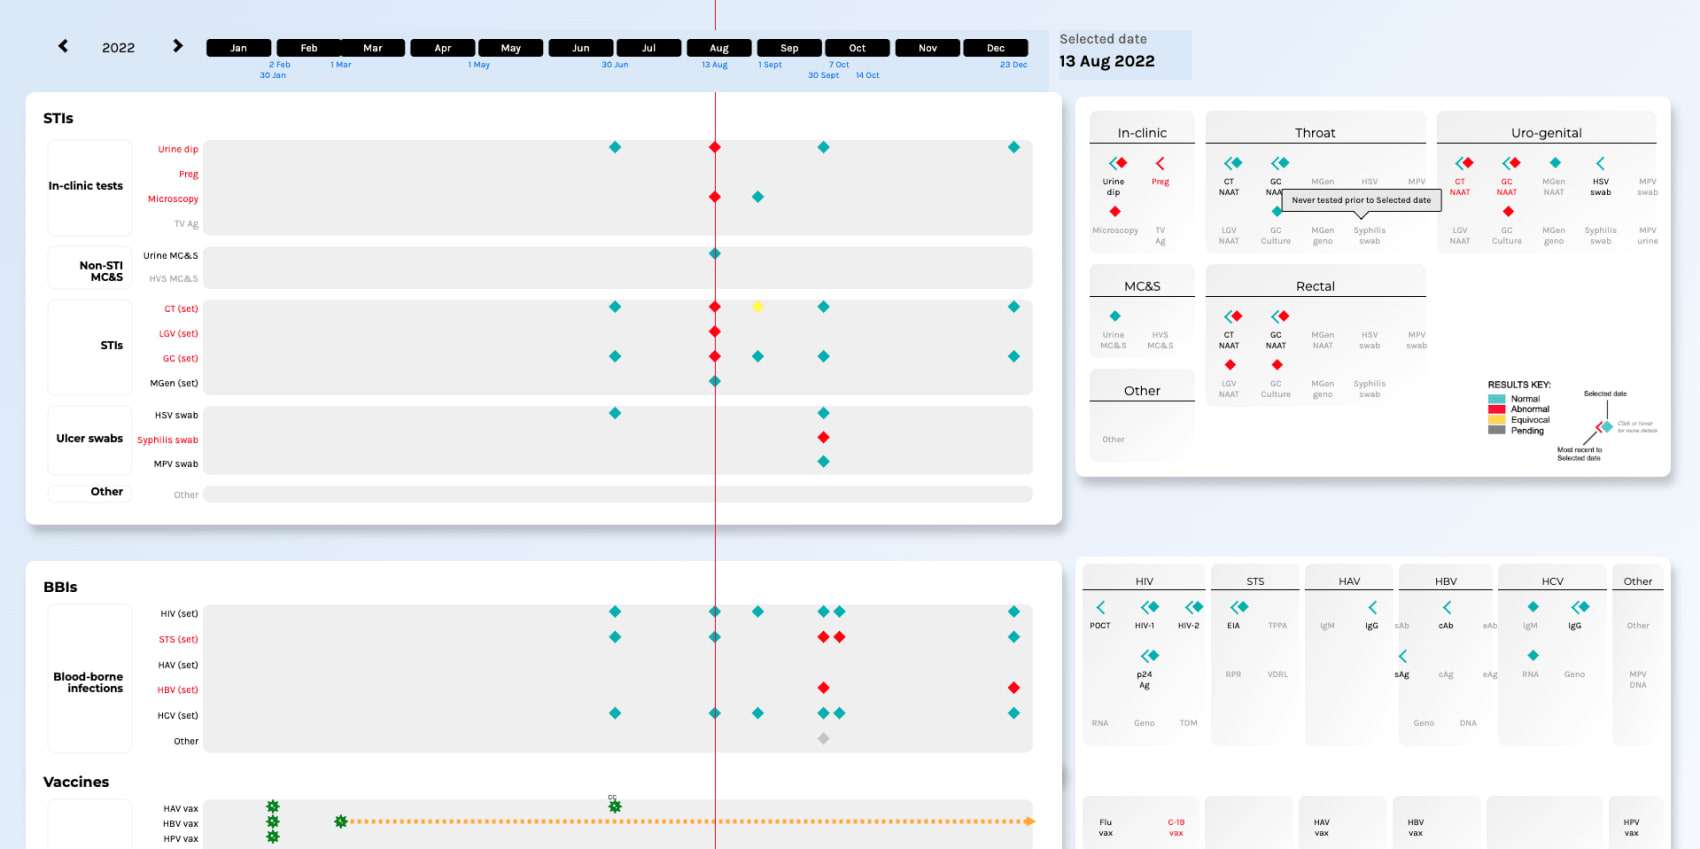 2022
Jan Feb Mar Apr May Jun Jul Aug Sep Oct Nov Dec
2 Feb 1 Mar 1 May 30 Jun 13 Aug 1 Sept 7 Oct 23 Dec
30 Jan 30 Sept 14 Oct
Selected date
13 Aug 2022
STIs
In-clinic tests
Urine dip
Preg
Microscopy
TV Ag
Non-STI
MC&S
Urine MC&S
HVS MC&S
STIs
CT (set)
LGV (set)
GC (set)
MGen (set)
Ulcer swabs
HSV swab
Syphilis swab
MPV swab
Other
Other
In-clinic
Urine
dip
Preg
Microscopy
TV
Ag
Throat
CT
NAAT
GC
NAAT
MGen
HSV
MPV
Never tested prior to Selected date
LGV
NAAT
GC
Culture
MGen
geno
Syphilis
swab
Uro-genital
CT
NAAT
GC
NAAT
MGen
NAAT
HSV
swab
MPV
swab
LGV
NAAT
GC
Culture
MGen
geno
Syphilis
swab
MPV
urine
MC&S
Urine
MC&S
HVS
MC&S
Rectal
CT
NAAT
GC
NAAT
MGen
NAAT
HSV
swab
MPV
swab
LGV
NAAT
GC
Culture
MGen
geno
Syphilis
swab
Other
Other
RESULTS KEY:
Normal
Abnormal
Equivocal
Pending
Selected date
Click or hover
for more details
Most recent to
Selected date
BBIs
Blood-borne
infections
HIV (set)
STS (set)
HAV (set)
HBV (set)
HCV (set)
Other
HIV
POCT HIV-1 HIV-2
p24
Ag
RNA Geno TDM
STS
EIA TPPA
RPR VDRL
HAV
IgM IgG
HBV
sAb cAb eAb
sAg cAg eAg
Geno DNA
HCV
IgM IgG
RNA Geno
Other
Other
MPV
DNA
Vaccines
HAV vax
HBV vax
HPV vax
Flu
vax
C-19
vax
HAV
vax
HBV
vax
HPV
vax